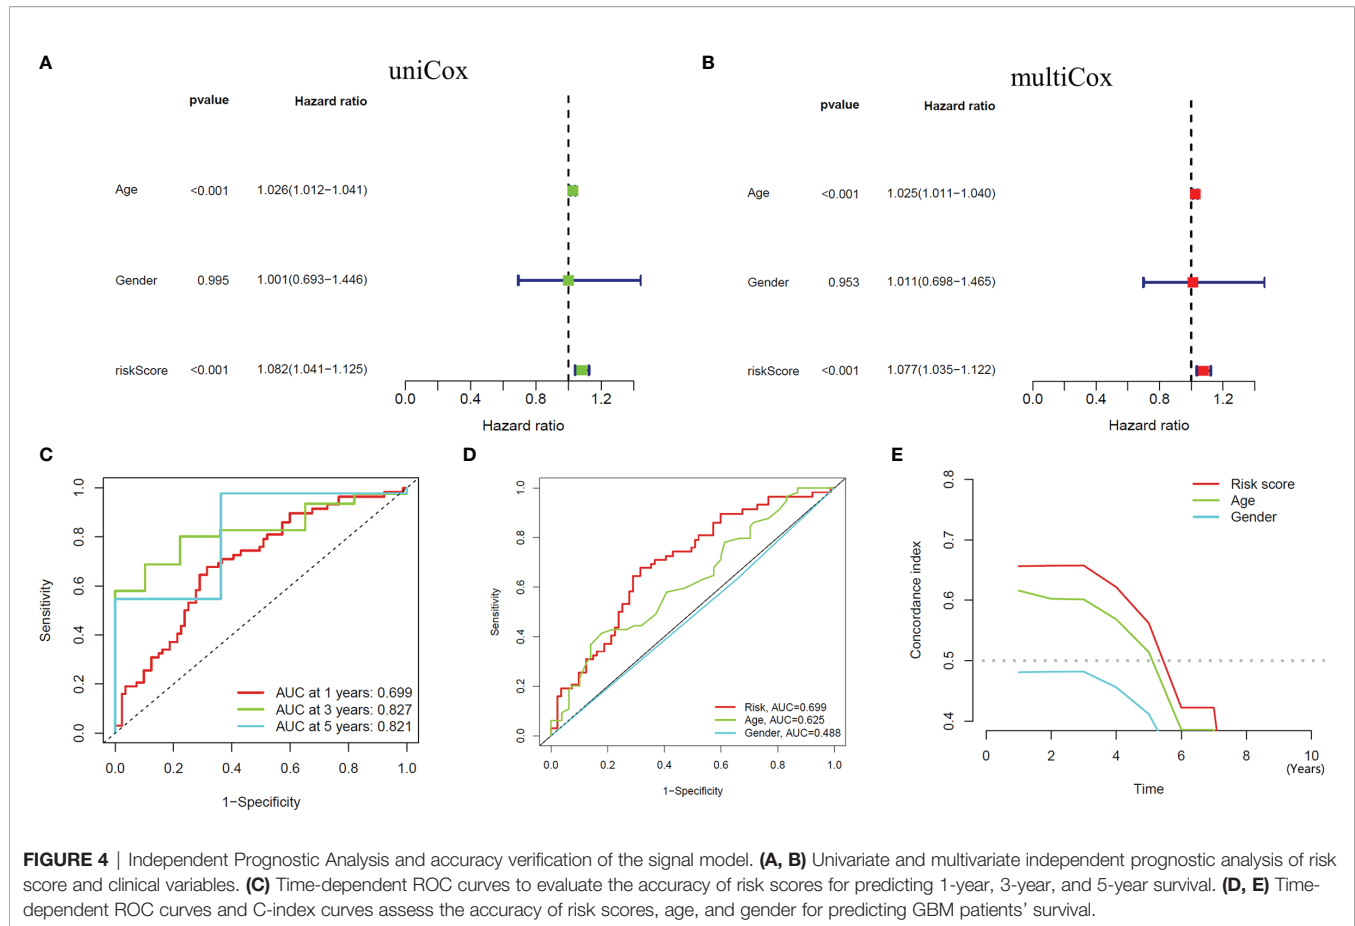 A
uniCox
pvalue Hazard ratio
Age <0.001 1.026(1.012−1.041)
Gender 0.995 1.001(0.693−1.446)
riskScore <0.001 1.082(1.041−1.125)
0.0 0.4 0.8 1.2
Hazard ratio
B
multiCox
pvalue Hazard ratio
Age <0.001 1.025(1.011−1.040)
Gender 0.953 1.011(0.698−1.465)
riskScore <0.001 1.077(1.035−1.122)
0.0 0.4 0.8 1.2
Hazard ratio
C
Sensitivity
1.0
0.8
0.6
0.4
0.2
0.0
AUC at 1 years: 0.699
AUC at 3 years: 0.827
AUC at 5 years: 0.821
0.0 0.2 0.4 0.6 0.8 1.0
1−Specificity
D
Sensitivity
1.0
0.8
0.6
0.4
0.2
0.0
Risk, AUC=0.699
Age, AUC=0.625
Gender, AUC=0.488
0.0 0.2 0.4 0.6 0.8 1.0
1−Specificity
E
Concordance index
0.8
0.7
0.6
0.5
0.4
Risk score
Age
Gender
0 2 4 6 8 10
(Years)
Time
FIGURE 4 | Independent Prognostic Analysis and accuracy verification of the signal model. (A, B) Univariate and multivariate independent prognostic analysis of risk
score and clinical variables. (C) Time-dependent ROC curves to evaluate the accuracy of risk scores for predicting 1-year, 3-year, and 5-year survival. (D, E) Time-
dependent ROC curves and C-index curves assess the accuracy of risk scores, age, and gender for predicting GBM patients’ survival.